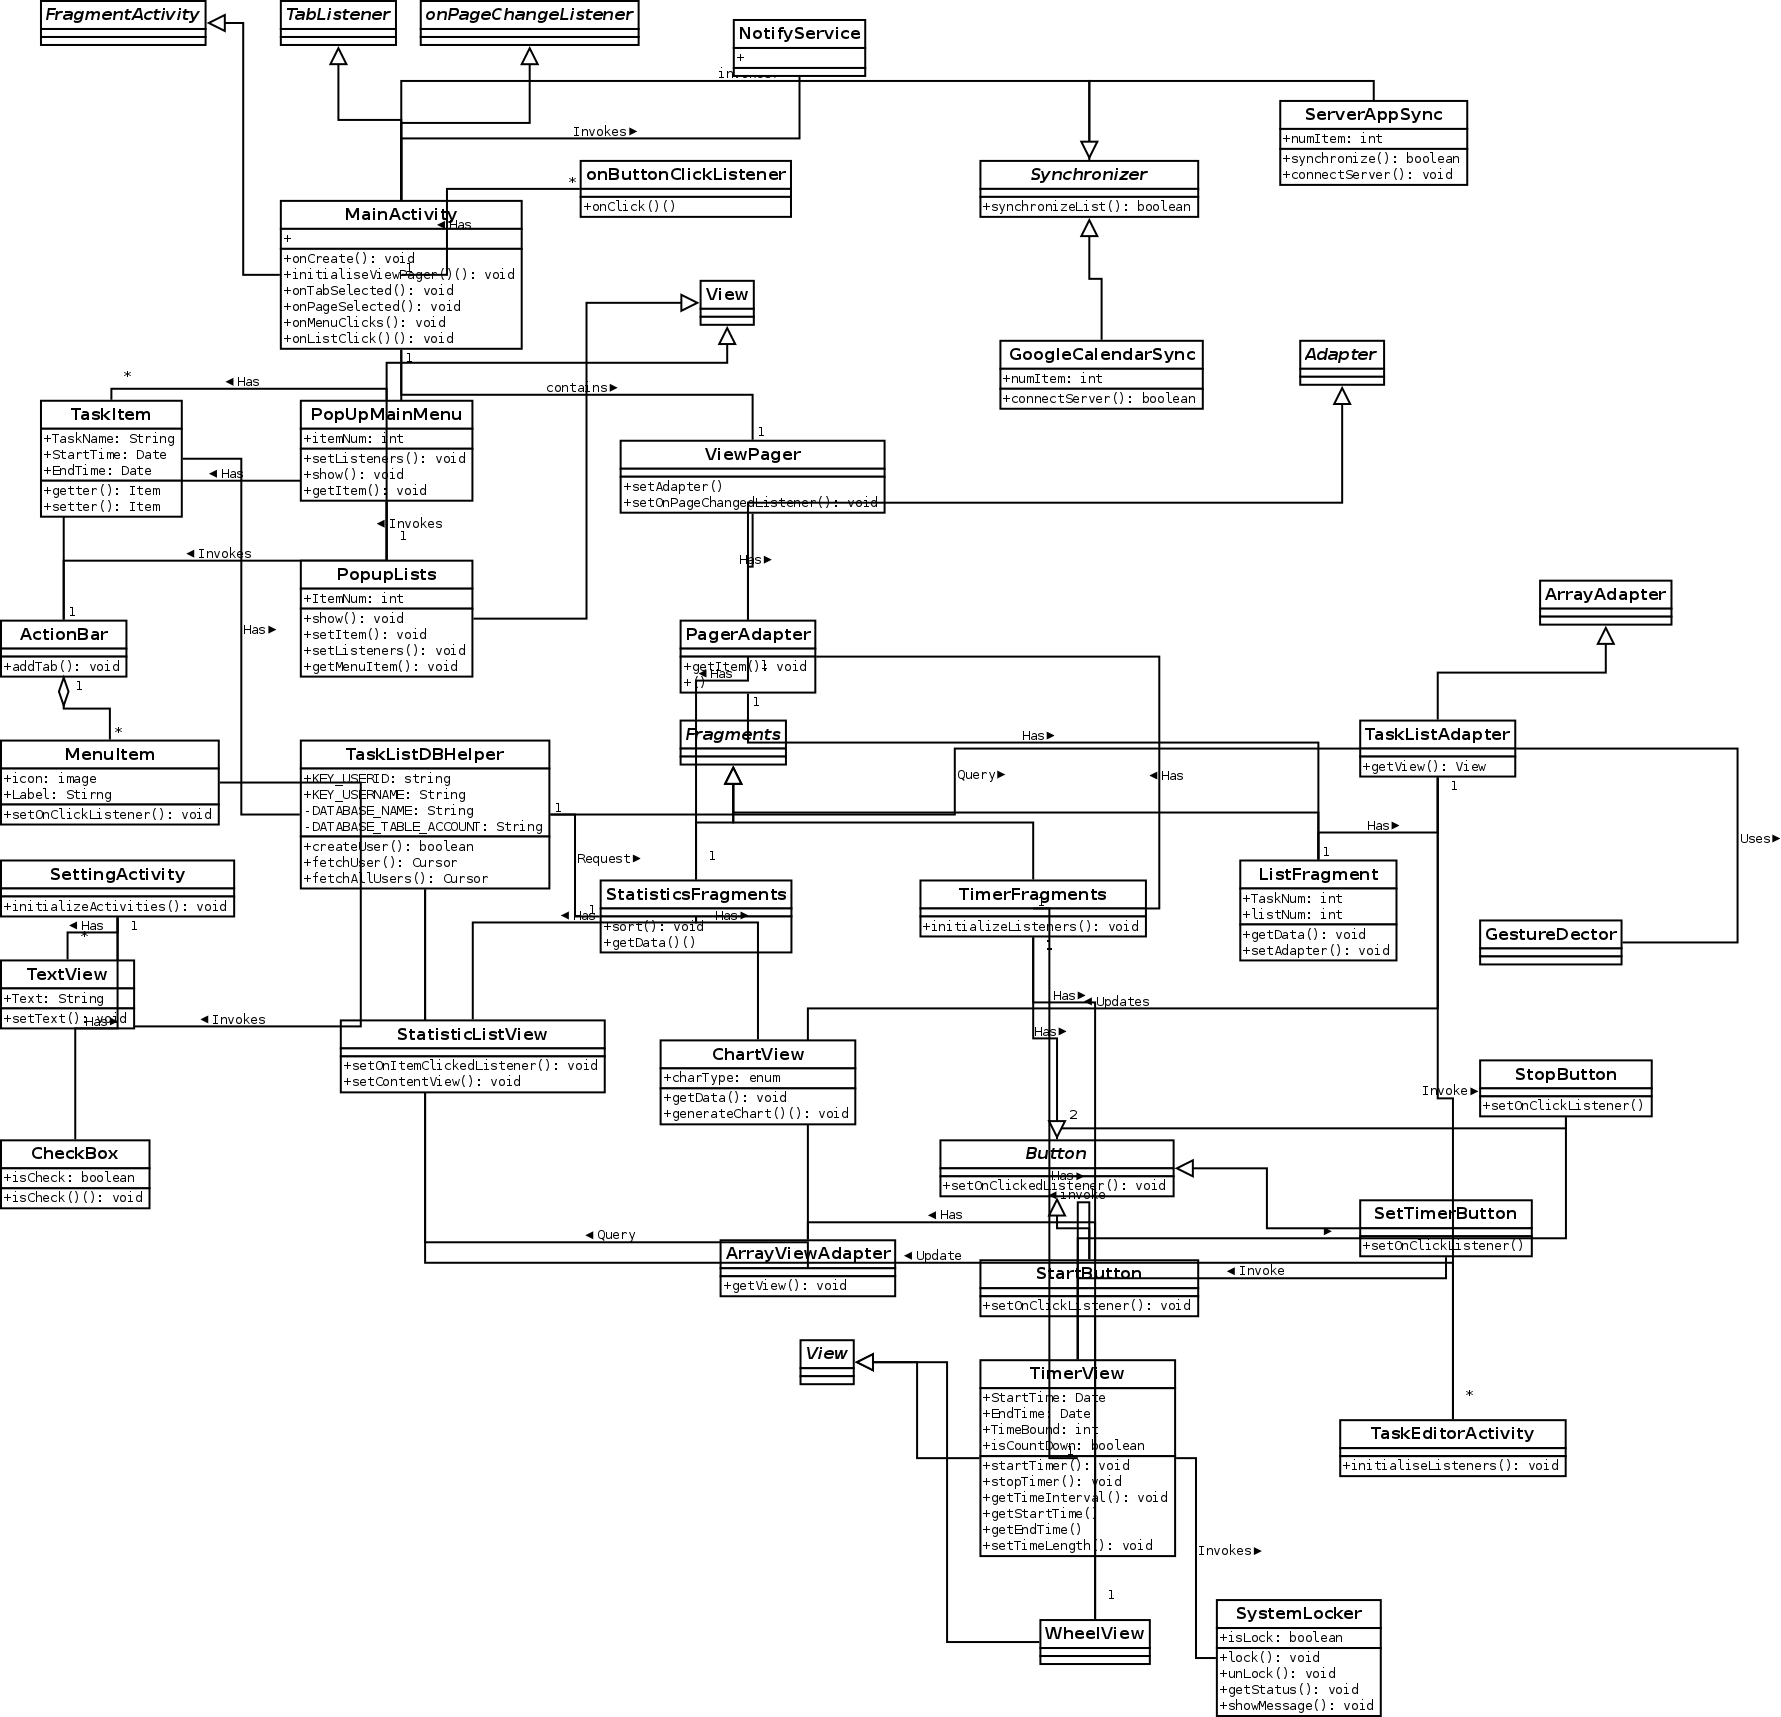 FragmentActivity
TabListener
onPageChangeListener
NotifyService
+
Invokes►
ServerAppSync
+numItem: int
+synchronize(): boolean
+connectServer(): void
onButtonClickListener
+onClick()()
*
Synchronizer
+synchronizeList(): boolean
MainActivity
+
+onCreate(): void
+initialiseViewPager()(): void
+onTabSelected(): void
+onPageSelected(): void
+onMenuClicks(): void
+onListClick()(): void
◄Has
1
1
View
GoogleCalendarSync
+numItem: int
+connectServer(): boolean
Adapter
*
◄Has
contains►
1
TaskItem
+TaskName: String
+StartTime: Date
+EndTime: Date
+getter(): Item
+setter(): Item
◄Has
PopUpMainMenu
+itemNum: int
+setListeners(): void
+show(): void
+getItem(): void
ViewPager
+setAdapter()
+setOnPageChangedListener(): void
◄Invokes
1
◄Invokes
Has►
PopupLists
+ItemNum: int
+show(): void
+setItem(): void
+setListeners(): void
+getMenuItem(): void
ArrayAdapter
1
ActionBar
+addTab(): void
1
Has►
PagerAdapter
+getItem(): void
+()
1
◄Has
1
*
MenuItem
+icon: image
+Label: Stirng
+setOnClickListener(): void
TaskListDBHelper
+KEY_USERID: string
+KEY_USERNAME: String
-DATABASE_NAME: String
-DATABASE_TABLE_ACCOUNT: String
+createUser(): boolean
+fetchUser(): Cursor
+fetchAllUsers(): Cursor
Fragments
Has►
TaskListAdapter
+getView(): View
1
Query►
◄Has
1
Has►
Uses►
Request►
1
1
SettingActivity
+initializeActivities(): void
StatisticsFragments
+sort(): void
+getData()()
TimerFragments
+initializeListeners(): void
1
1
ListFragment
+TaskNum: int
+listNum: int
+getData(): void
+setAdapter(): void
GestureDector
◄Has
*
1
◄Has
1
Has►
TextView
+Text: String
+setText(): void
Has►
◄Invokes
StatisticListView
+setOnItemClickedListener(): void
+setContentView(): void
ChartView
+charType: enum
+getData(): void
+generateChart()(): void
Has►
◄Updates
Has►
StopButton
+setOnClickListener()
Invoke►
2
CheckBox
+isCheck: boolean
+isCheck()(): void
Button
+setOnClickedListener(): void
Has►
◄invoke
SetTimerButton
+setOnClickListener()
►
◄Has
◄Query
ArrayViewAdapter
+getView(): void
◄Update
StartButton
+setOnClickListener(): void
◄Invoke
View
TimerView
+StartTime: Date
+EndTime: Date
+TimeBound: int
+isCountDown: boolean
+startTimer(): void
+stopTimer(): void
+getTimeInterval(): void
+getStartTime()
+getEndTime()
+setTimeLength(): void
1
*
TaskEditorActivity
+initialiseListeners(): void
Invokes►
1
WheelView
SystemLocker
+isLock: boolean
+lock(): void
+unLock(): void
+getStatus(): void
+showMessage(): void